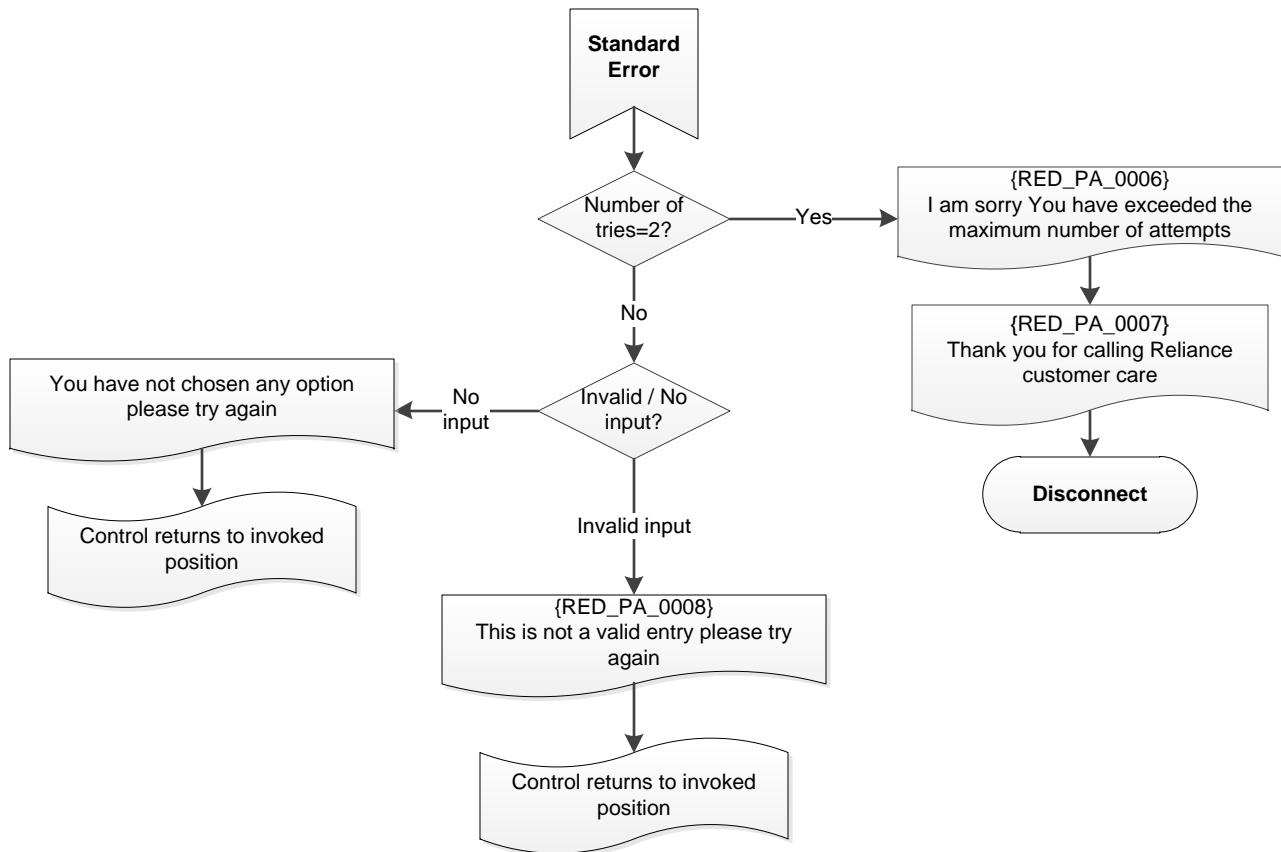 Standard
Error
Number of
tries=2?
Yes
{RED_PA_0006}
I am sorry You have exceeded the
maximum number of attempts
{RED_PA_0007}
Thank you for calling Reliance
customer care
Disconnect
No
Invalid / No
input?
No
input
You have not chosen any option
please try again
Control returns to invoked
position
Invalid input
{RED_PA_0008}
This is not a valid entry please try
again
Control returns to invoked
position